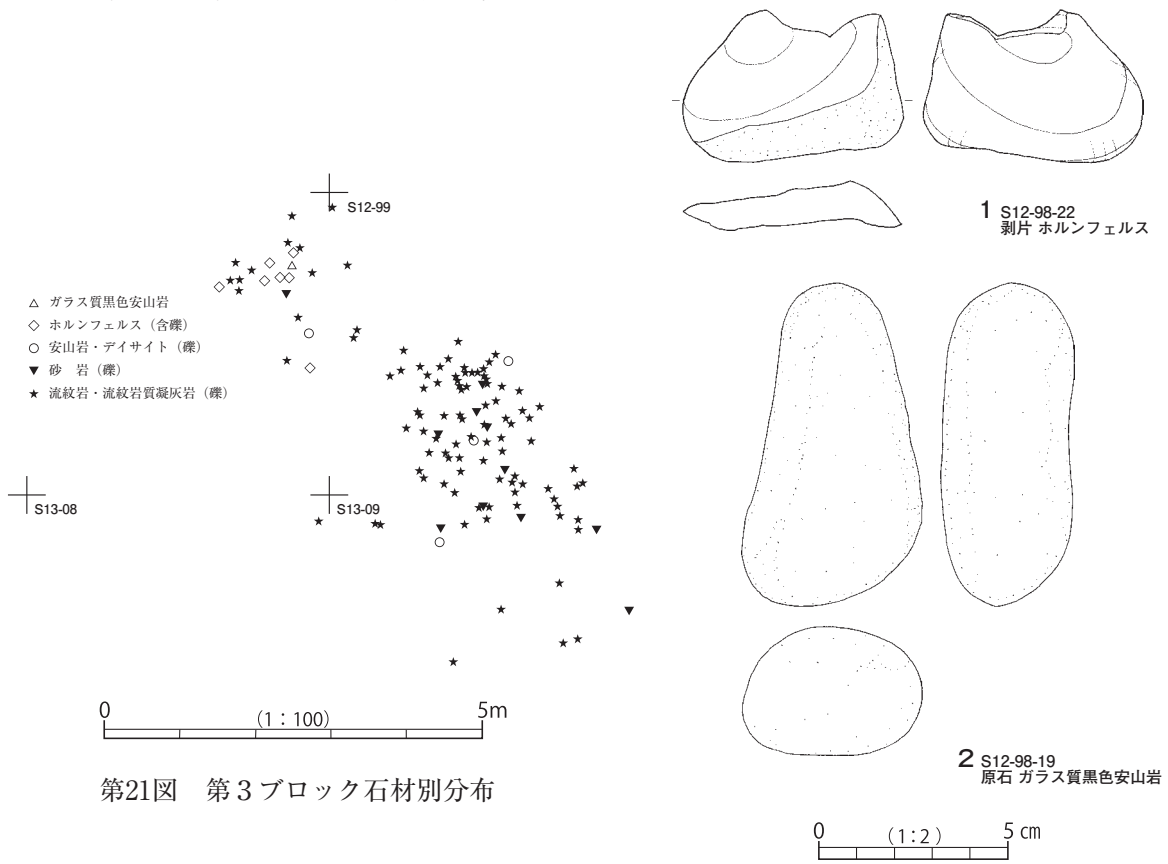 S12-99
△ ガラス質黒色安山岩
◇ ホルンフェルス（含礫）
○ 安山岩・デイサイト（礫）
▼ 砂　岩（礫）
★ 流紋岩・流紋岩質凝灰岩（礫）
S13-08
S13-09
0 （1：100） 5m
第21図　第３ブロック石材別分布
1 S12-98-22
剥片 ホルンフェルス
2 S12-98-19
原石 ガラス質黒色安山岩
0 （1:2） 5 cm